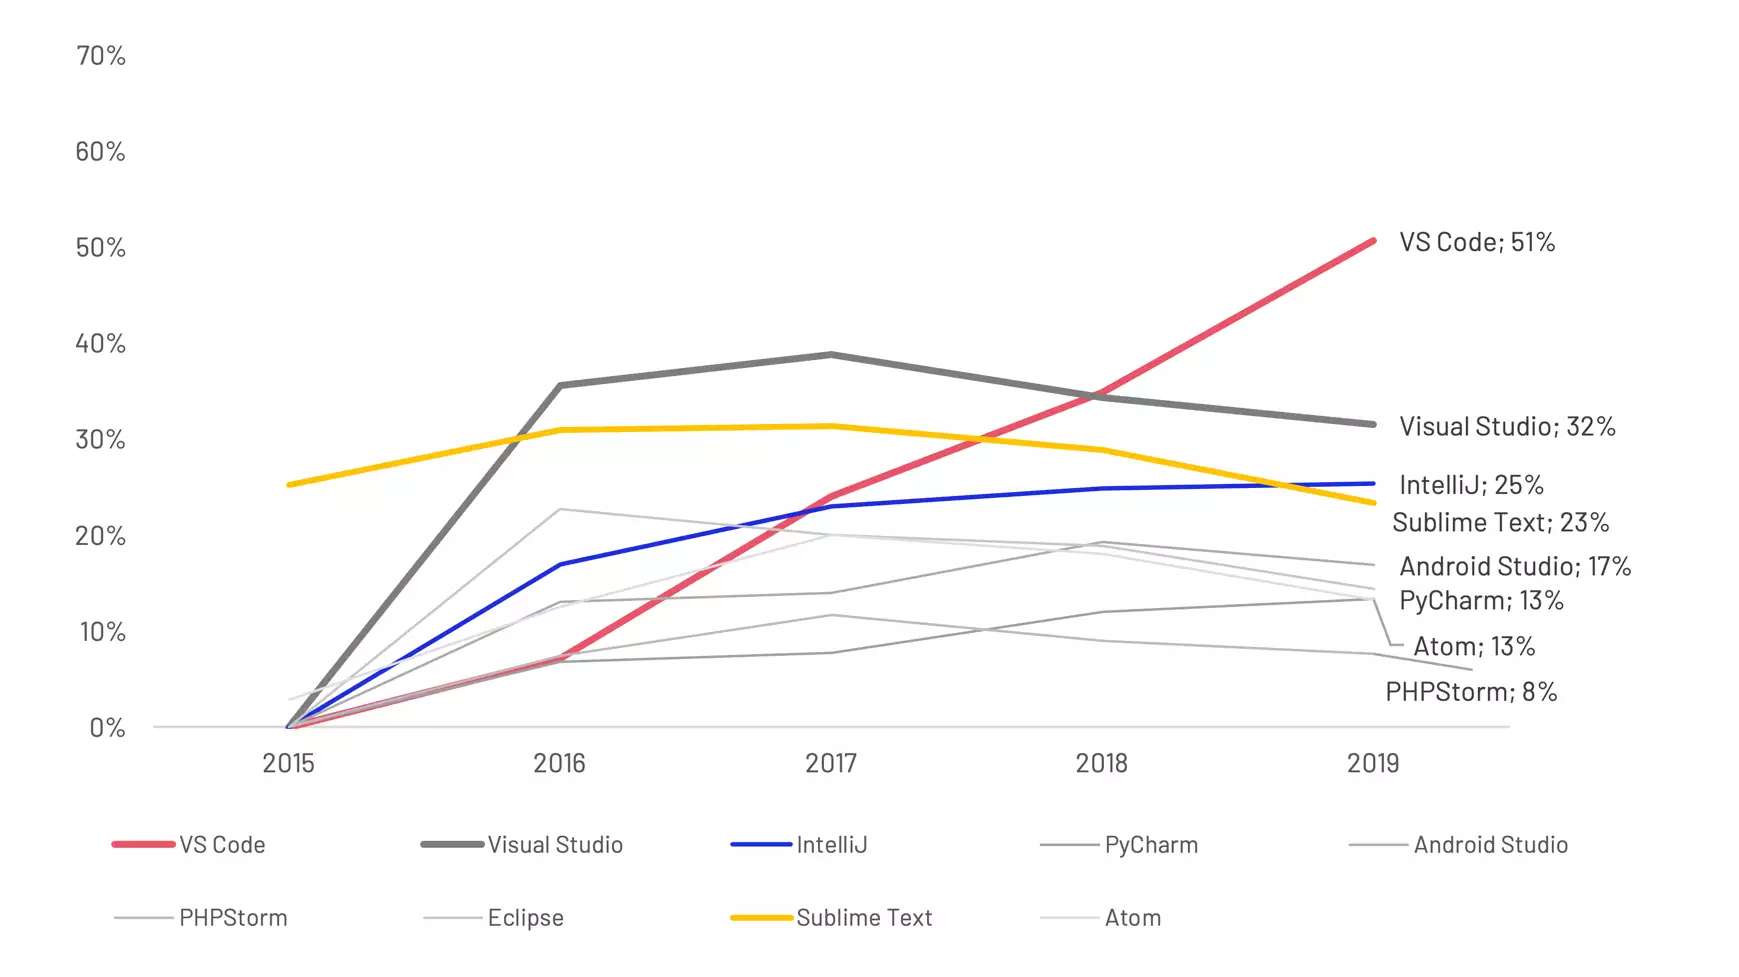 70%
60%
50%
40%
30%
20%
10%
0%
VS Code; 51%
Visual Studio; 32%
IntelliJ; 25%
Sublime Text; 23%
Android Studio; 17%
PyCharm; 13%
Atom; 13%
PHPStorm; 8%
2015 2016 2017 2018 2019
VS Code Visual Studio IntelliJ PyCharm Android Studio
PHPStorm Eclipse Sublime Text Atom